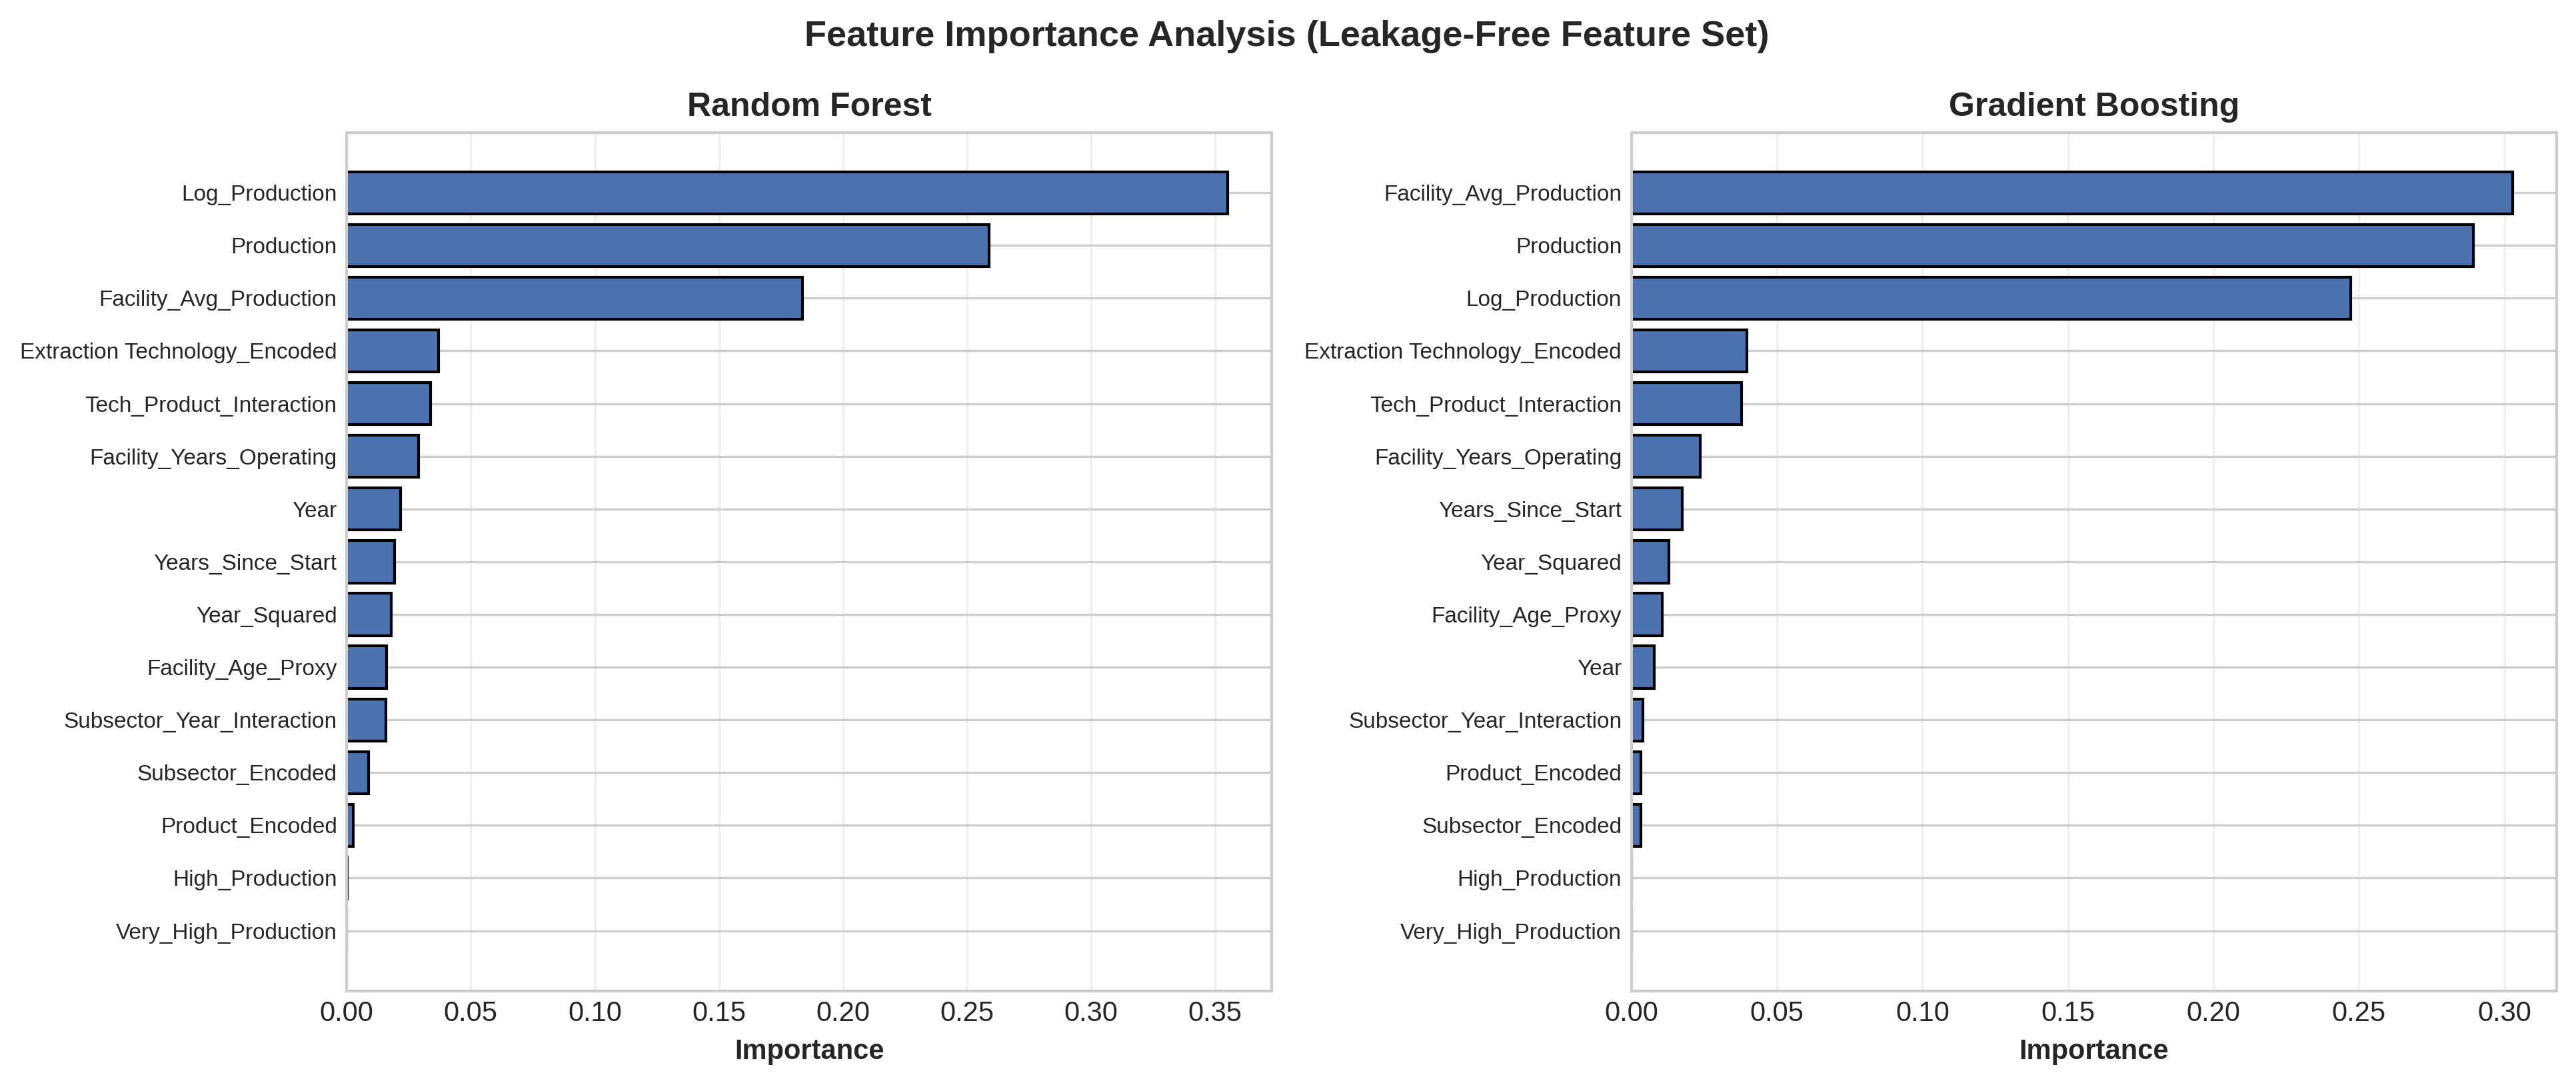 Feature Importance Analysis (Leakage-Free Feature Set)
Random Forest
Log_Production
Production
Facility_Avg_Production
Extraction Technology_Encoded
Tech_Product_Interaction
Facility_Years_Operating
Year
Years_Since_Start
Year_Squared
Facility_Age_Proxy
Subsector_Year_Interaction
Subsector_Encoded
Product_Encoded
High_Production
Very_High_Production
0.00 0.05 0.10 0.15 0.20 0.25 0.30 0.35
Importance
Gradient Boosting
Facility_Avg_Production
Production
Log_Production
Extraction Technology_Encoded
Tech_Product_Interaction
Facility_Years_Operating
Years_Since_Start
Year_Squared
Facility_Age_Proxy
Year
Subsector_Year_Interaction
Product_Encoded
Subsector_Encoded
High_Production
Very_High_Production
0.00 0.05 0.10 0.15 0.20 0.25 0.30
Importance